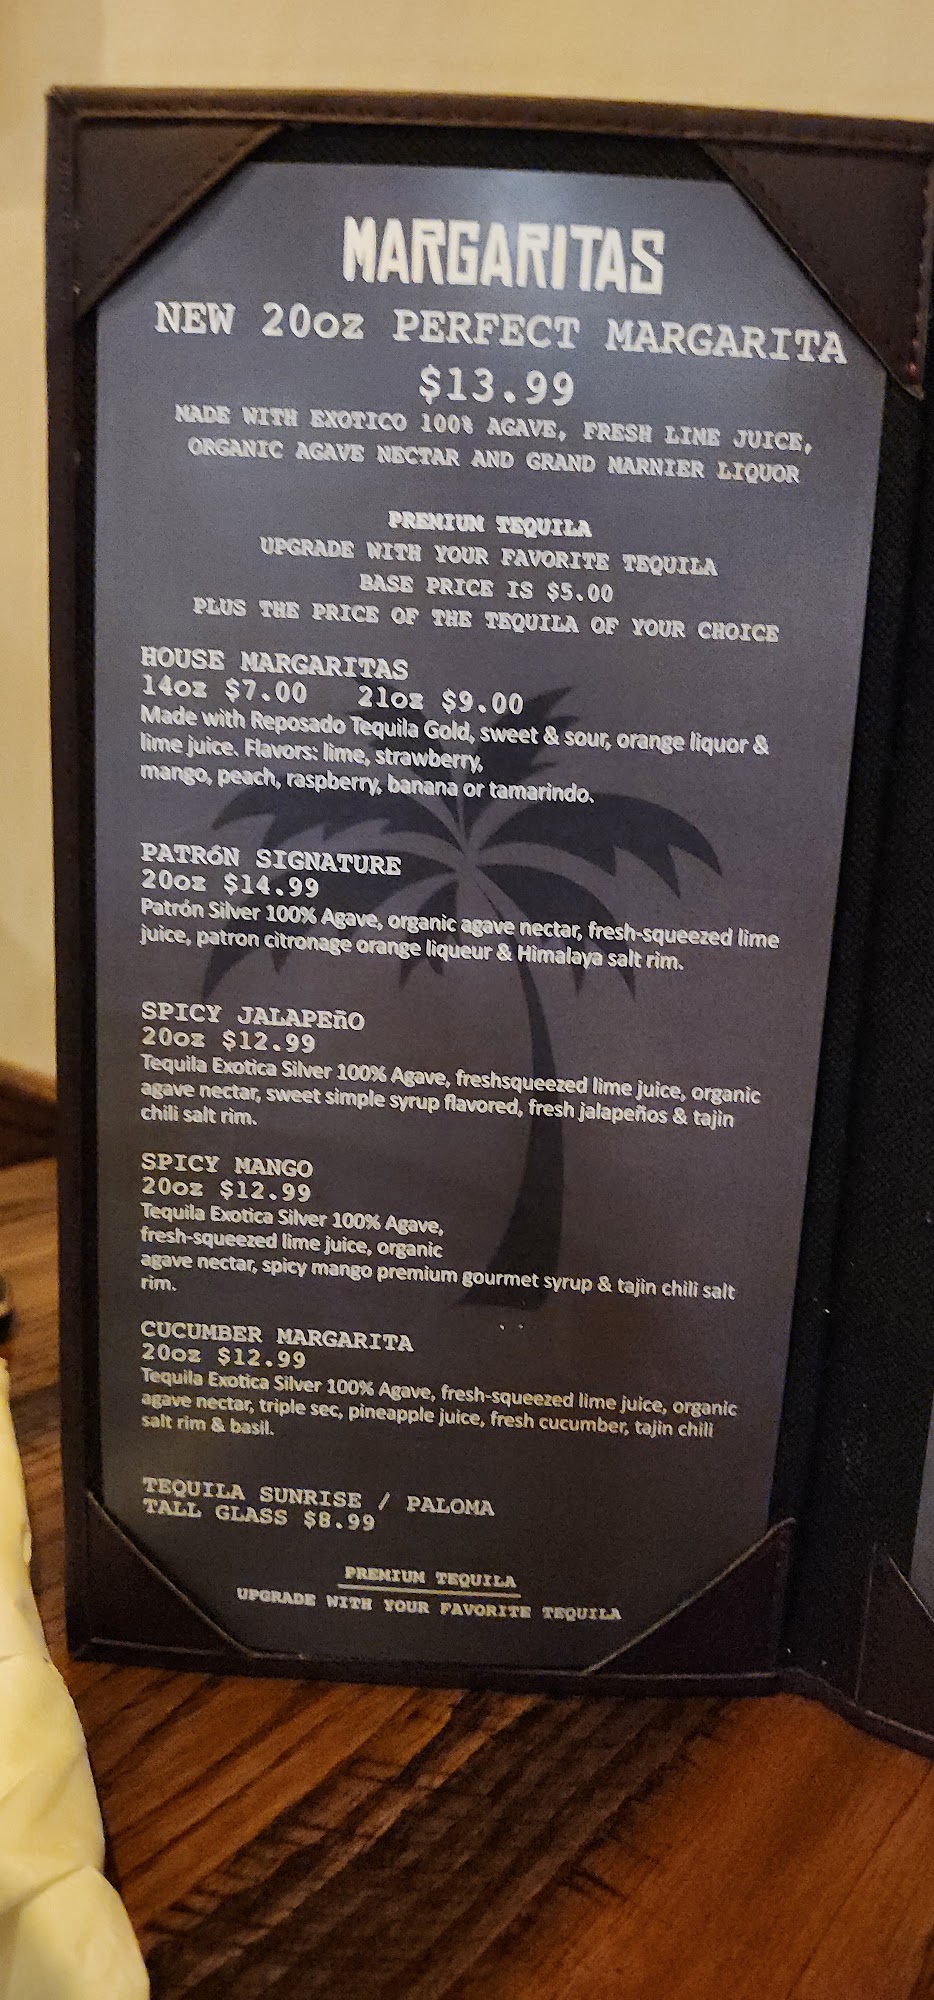 MARGARITAS
NEW 20oz PERFECT MARGARITA
$13.99
MADE WITH EXOTICO 100% AGAVE, FRESH LIME JUICE,
ORGANIC AGAVE NECTAR AND GRAND MARNIER LIQUOR
PREMIUM TEQUILA
UPGRADE WITH YOUR FAVORITE TEQUILA
BASE PRICE IS $5.00
PLUS THE PRICE OF THE TEQUILA OF YOUR CHOICE
HOUSE MARGARITAS
14oz $7.00 21oz $9.00
Made with Reposado Tequila Gold, sweet & sour, orange liquor &
lime juice. Flavors: lime, strawberry,
mango, peach, raspberry, banana or tamarindo.
PATRóN SIGNATURE
20oz $14.99
Patrón Silver 100% Agave, organic agave nectar, fresh-squeezed lime
juice, patron citronage orange liqueur & Himalaya salt rim.
SPICY JALAPEñO
20oz $12.99
Tequila Exotica Silver 100% Agave, freshsqueezed lime juice, organic
agave nectar, sweet simple syrup flavored, fresh jalapeños & tajin
chili salt rim.
SPICY MANGO
20oz $12.99
Tequila Exotica Silver 100% Agave,
fresh-squeezed lime juice, organic
agave nectar, spicy mango premium gourmet syrup & tajin chili salt
rim.
CUCUMBER MARGARITA
20oz $12.99
Tequila Exotica Silver 100% Agave, fresh-squeezed lime juice, organic
agave nectar, triple sec, pineapple juice, fresh cucumber, tajin chili
salt rim & basil.
TEQUILA SUNRISE / PALOMA
TALL GLASS $8.99
PREMIUM TEQUILA
UPGRADE WITH YOUR FAVORITE TEQUILA